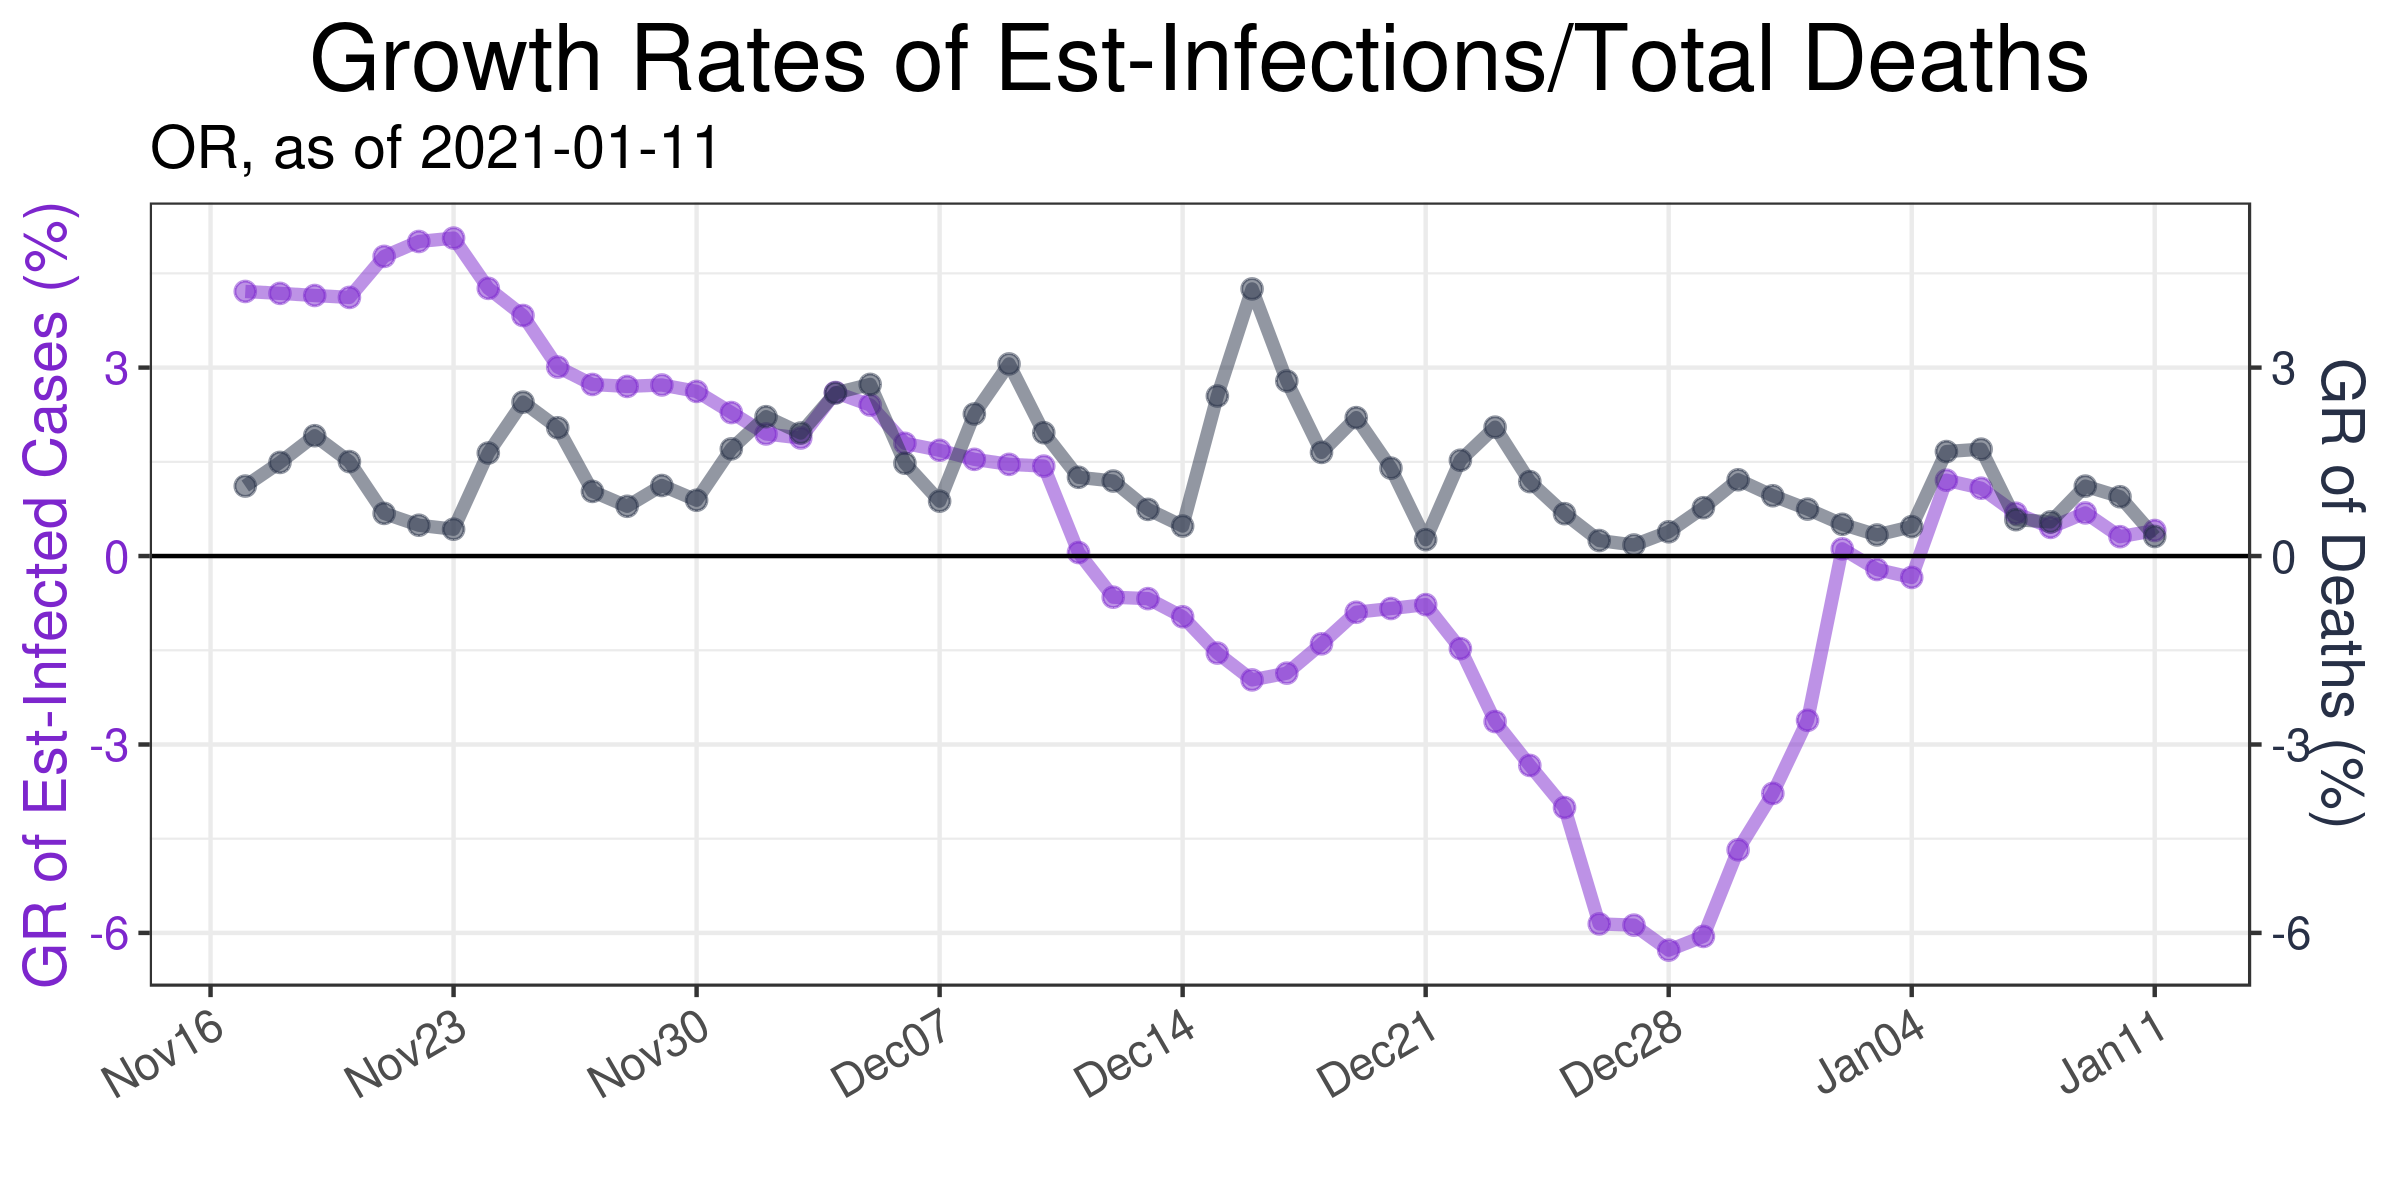 Growth Rates of Est-Infections/Total Deaths
OR, as of 2021-01-11
GR of Est-Infected Cases (%)
3
0
-3
-6
3
0
-3
-6
GR of Deaths (%)
Nov16
Nov23
Nov30
Dec07
Dec14
Dec21
Dec28
Jan04
Jan11